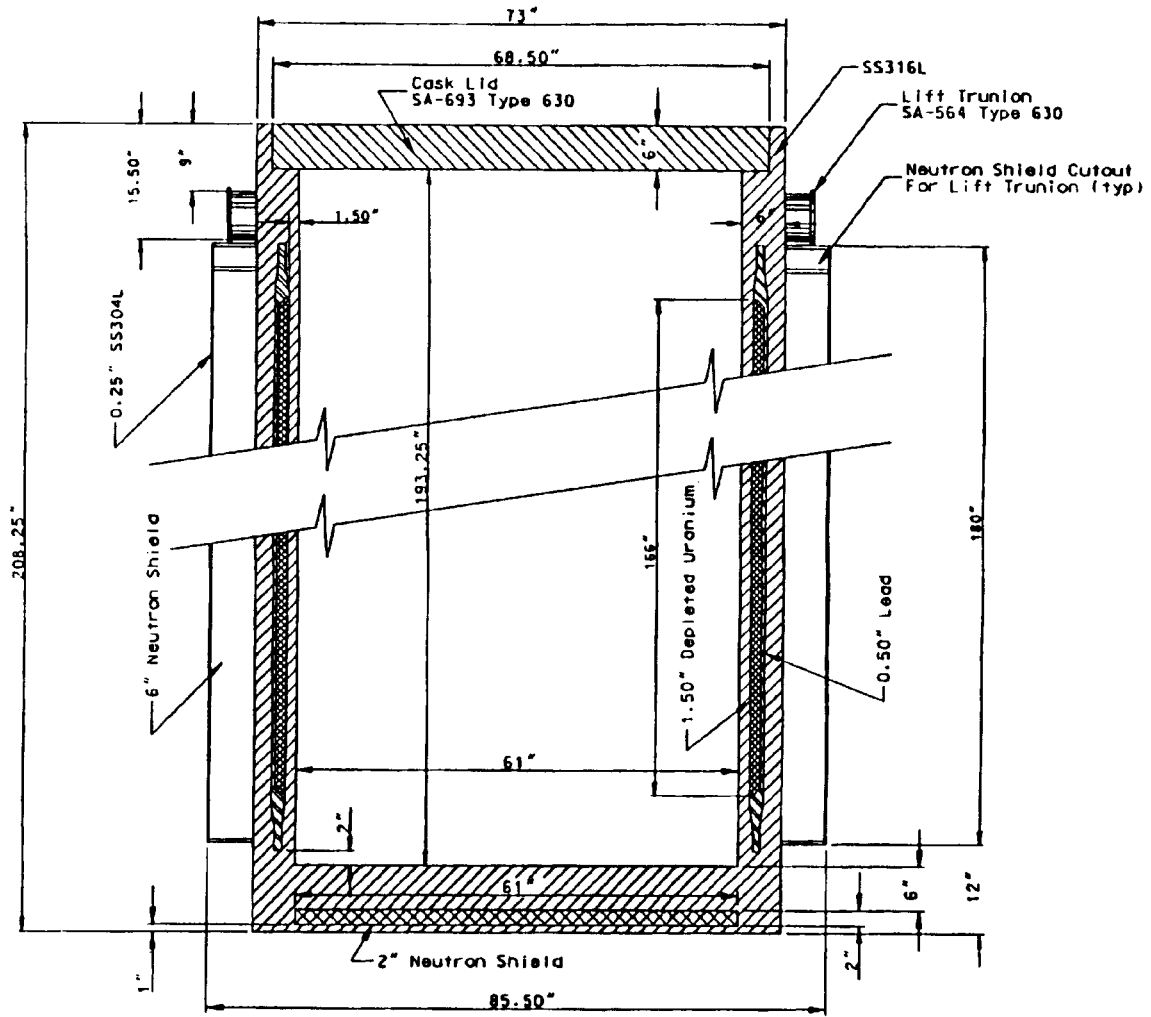 73"
68.50"
Cask Lid
SA-693 Type 630
SS316L
Lift Trunion
SA-564 Type 630
Neutron Shield Cutout
For Lift Trunion (typ)
15.50"
9"
6"
6"
1.50"
0.25" SS304L
208.25"
193.25"
166"
1.50" Depleted Uranium
0.50" Lead
180"
6" Neutron Shield
61"
2"
61"
6"
12"
2" Neutron Shield
1"
2"
85.50"